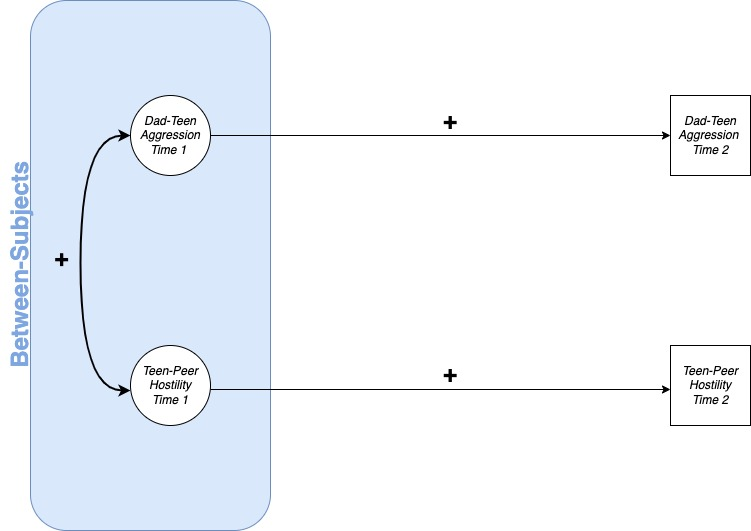 Between-Subjects
Dad-Teen
Aggression
Time 1
+
Dad-Teen
Aggression
Time 2
+
Teen-Peer
Hostility
Time 1
+
Teen-Peer
Hostility
Time 2